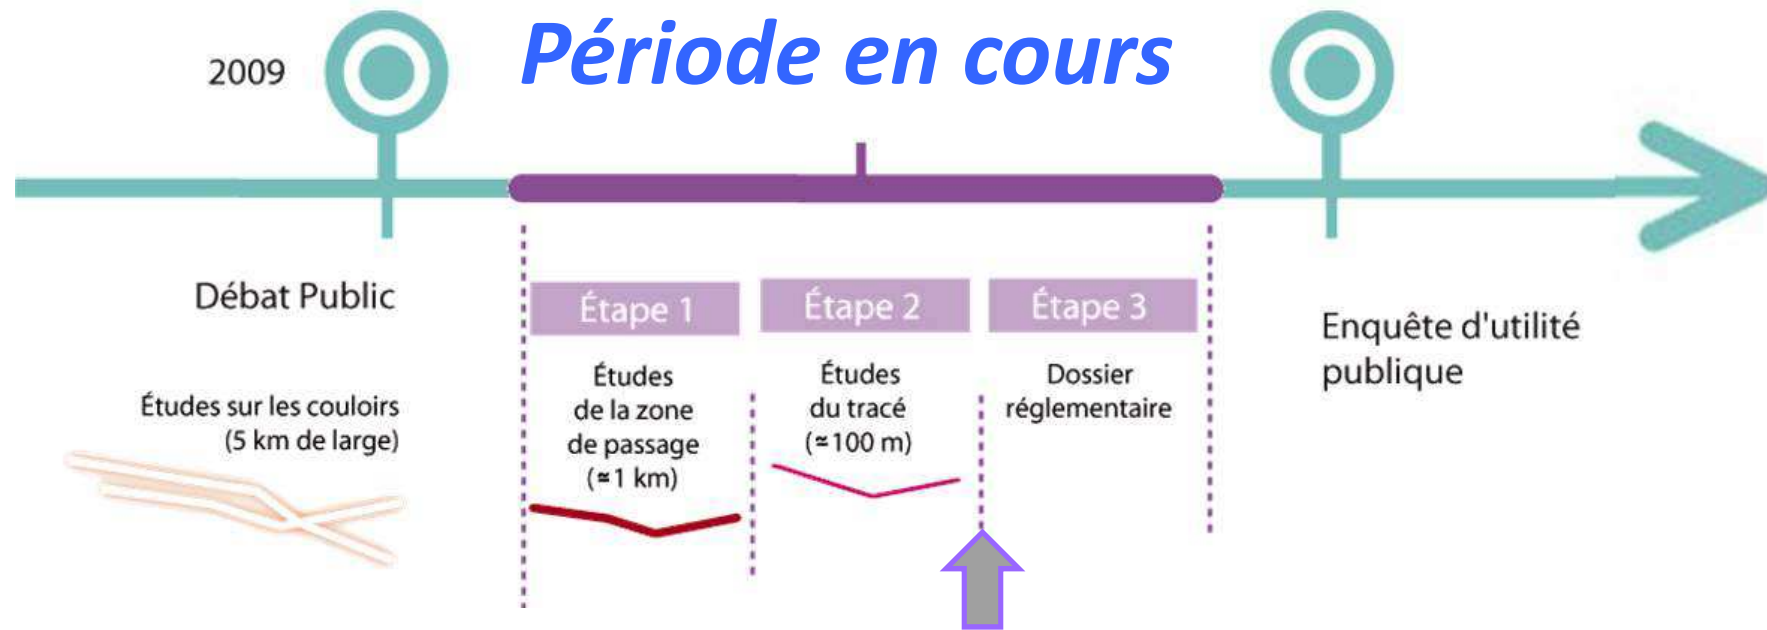 2009
Période en cours
Débat Public
Études sur les couloirs
(5 km de large)
Étape 1
Études
de la zone
de passage
(≃1 km)
Étape 2
Études
du tracé
(≃100 m)
Étape 3
Dossier
réglementaire
Enquête d'utilité
publique